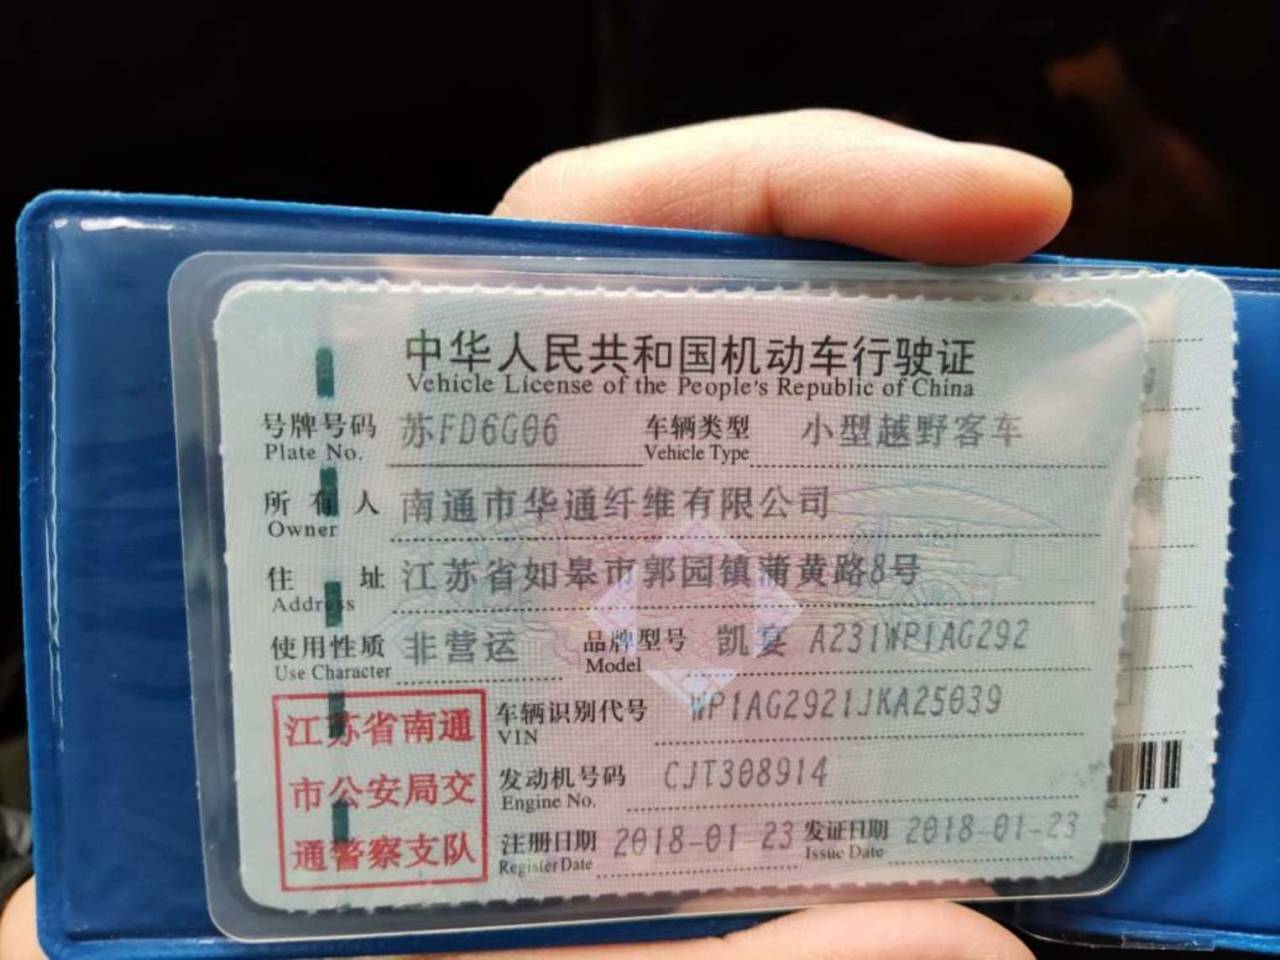 中华人民共和国机动车行驶证
Vehicle License of the People's Republic of China
号牌号码 苏FD6G06 车辆类型 小型越野客车
Plate No. Vehicle Type
所有人 南通市华通纤维有限公司
Owner
住址 江苏省如皋市郭园镇蒲黄路8号
Address
使用性质 非营运 品牌型号 凯宴 A231WP1AG292
Use Character Model
江苏省南通
市公安局交
通警察支队
车辆识别代号 WP1AG2921JKA25039
VIN
发动机号码 CJT308914
Engine No.
注册日期 2018-01-23 发证日期 2018-01-23
Register Date Issue Date
7*